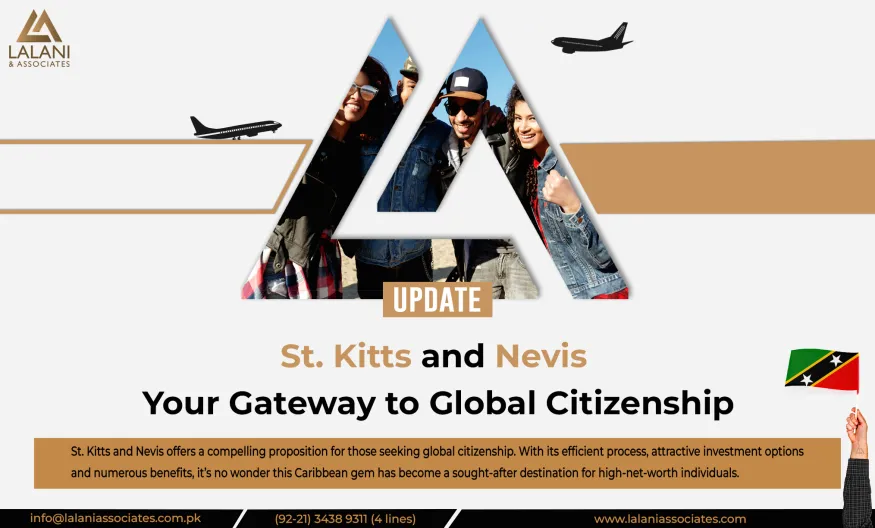 LALANI
& ASSOCIATES
UPDATE
St. Kitts and Nevis
Your Gateway to Global Citizenship
St. Kitts and Nevis offers a compelling proposition for those seeking global citizenship. With its efficient process, attractive investment options
and numerous benefits, it's no wonder this Caribbean gem has become a sought-after destination for high-net-worth individuals.
info@lalaniassociates.com.pk
(92-21) 3438 9311 (4 lines)
www.lalaniassociates.com